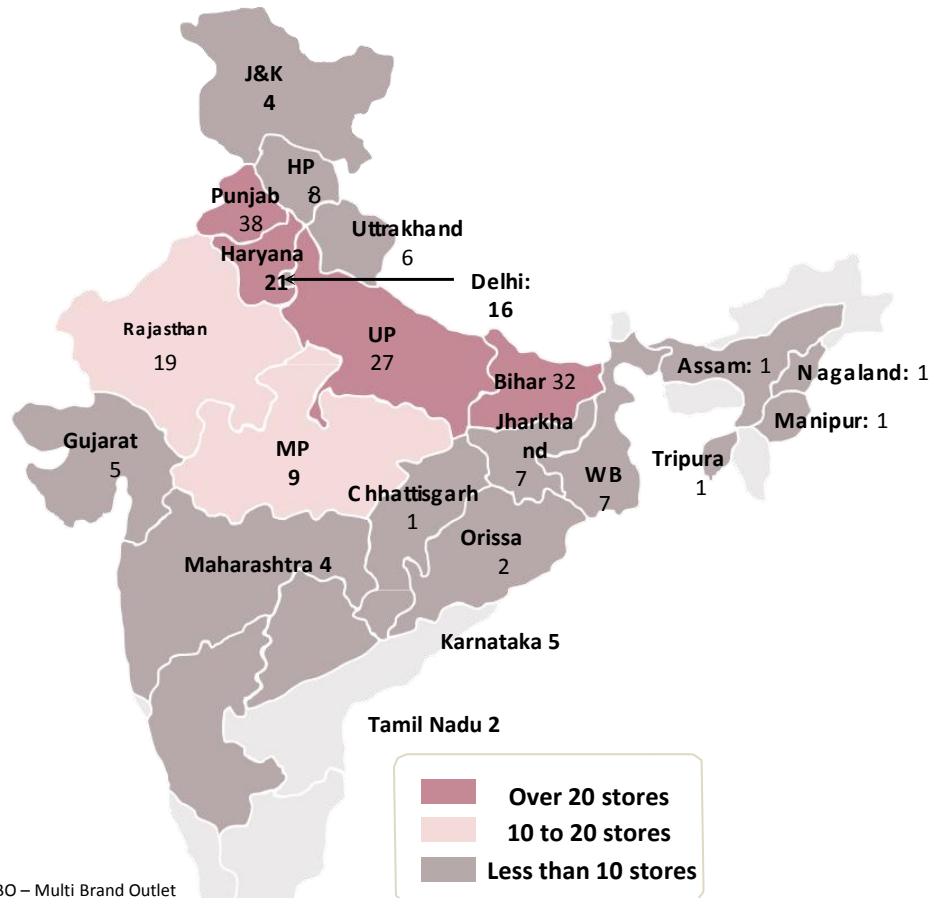 J&K
4
HP
8
Punjab
38
Uttrakhand
6
Haryana
21
Delhi:
16
Rajasthan
19
UP
27
Bihar 32
Assam: 1
Nagaland: 1
Manipur: 1
Tripura
1
Jharkha
nd
7
WB
7
Gujarat
5
MP
9
Chhattisgarh
1
Orissa
2
Maharashtra 4
Karnataka 5
Tamil Nadu 2
Over 20 stores
10 to 20 stores
Less than 10 stores
BO – Multi Brand Outlet